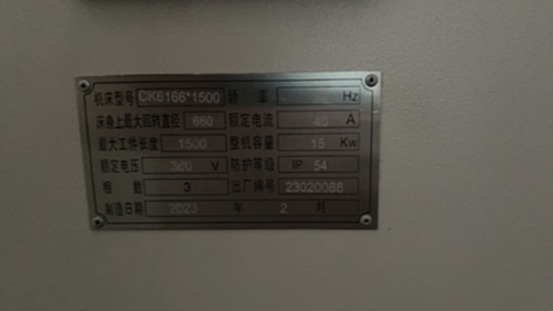 机床型号 CK6166*1500 频率 Hz
床身上最大回转直径 660 额定电流 40 A
最大工件长度 1500 整机容量 15 Kw
额定电压 380 V 防护等级 IP 54
相数 3 出厂编号 23020088
制造日期 2023 年 2 月